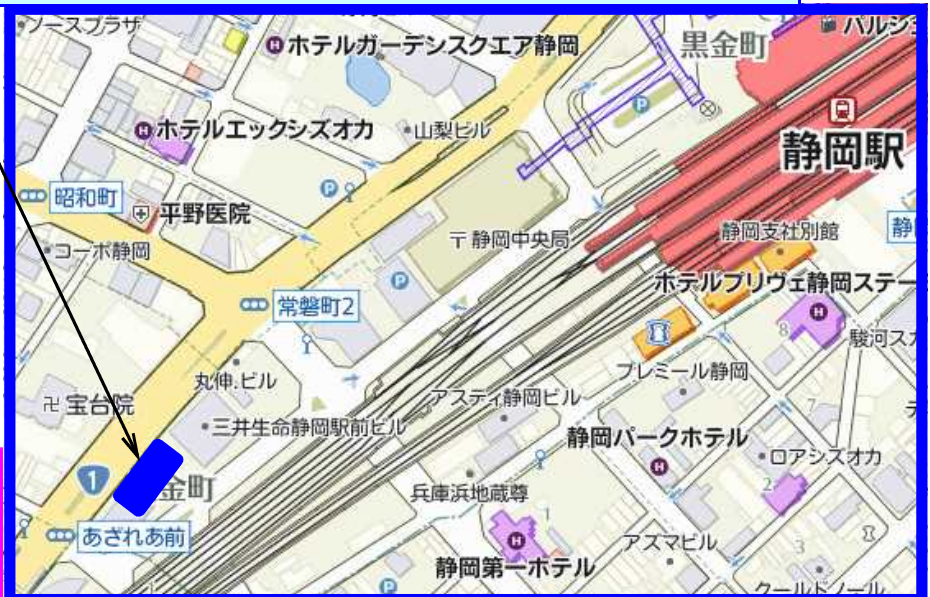 ノースプラザ
ホテルガーデンスクエア静岡
黒金町
パルシェ
ホテルエックシズオカ
山梨ビル
P
静岡駅
昭和町
平野医院
コーポ静岡
〒静岡中央局
静岡支社別館
静
常磐町2
ホテルプリヴェ静岡ステー
8
駿河ス
丸伸.ビル
プレミール静岡
アスティ静岡ビル
卍 宝台院
三井生命静岡駅前ビル
静岡パークホテル
7
ロアシズオカ
1
金町
兵庫浜地蔵尊
2
あざれあ前
1
アズマビル
3
静岡第一ホテル
クールドノール